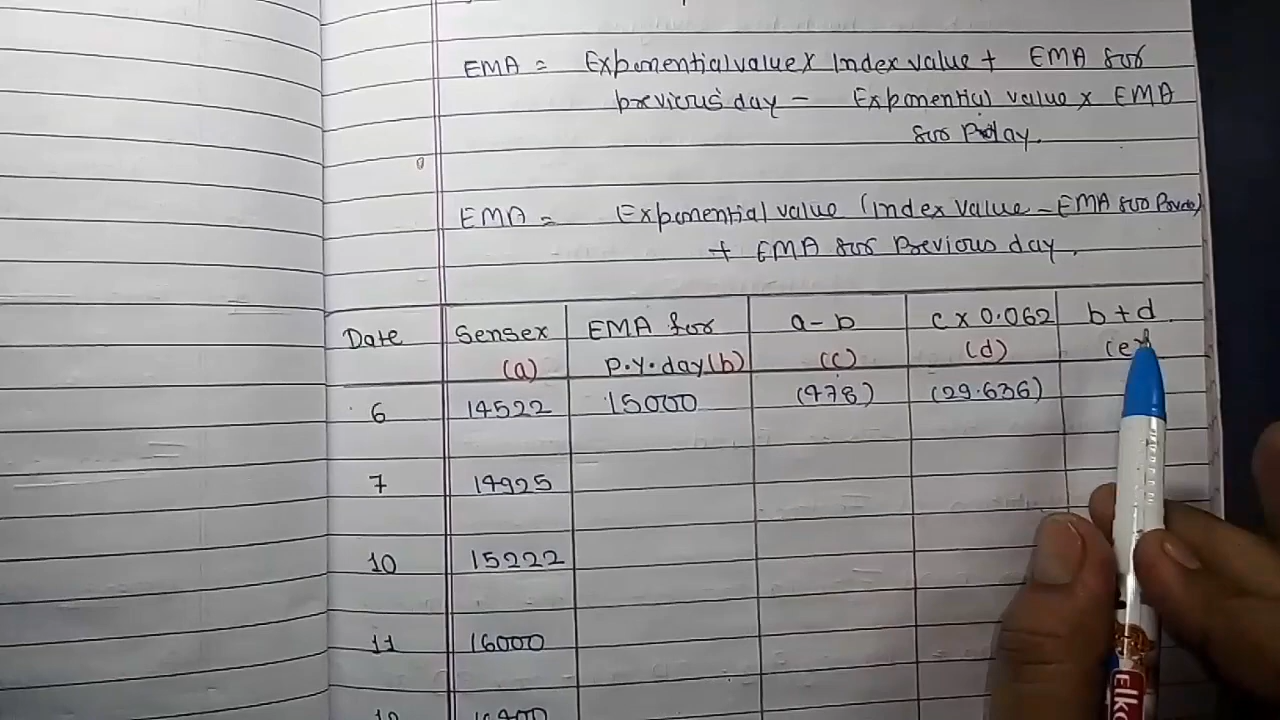 EMA = Exponential value x Index value + EMA for
previous day - Exponential value x EMA
for P.day.
EMA = Exponential value (Index value - EMA for
+ EMA for Previous day.
Date Sensex EMA for a-b c x 0.062 b+d
(a) P.y.day(b) (c) (d) (e)
6 14522 15000 (478) (29.636)
7 14925
10 15222
11 16000
Elko